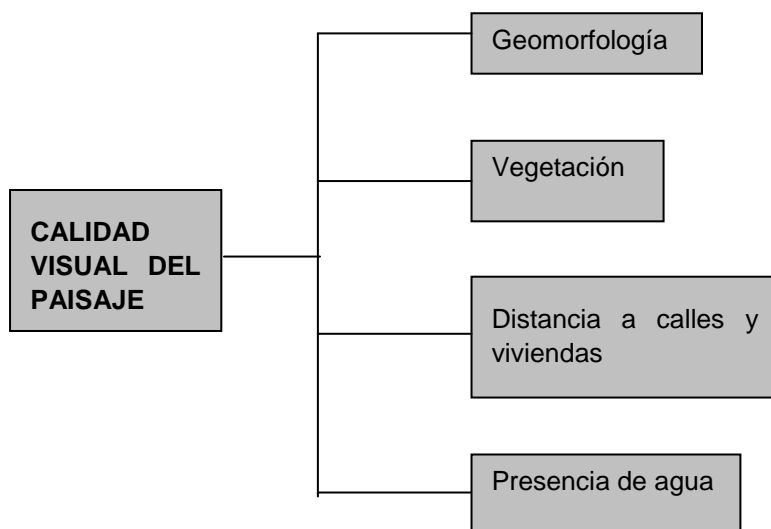 Geomorfología
Vegetación
CALIDAD
VISUAL DEL
PAISAJE
Distancia a calles y
viviendas
Presencia de agua